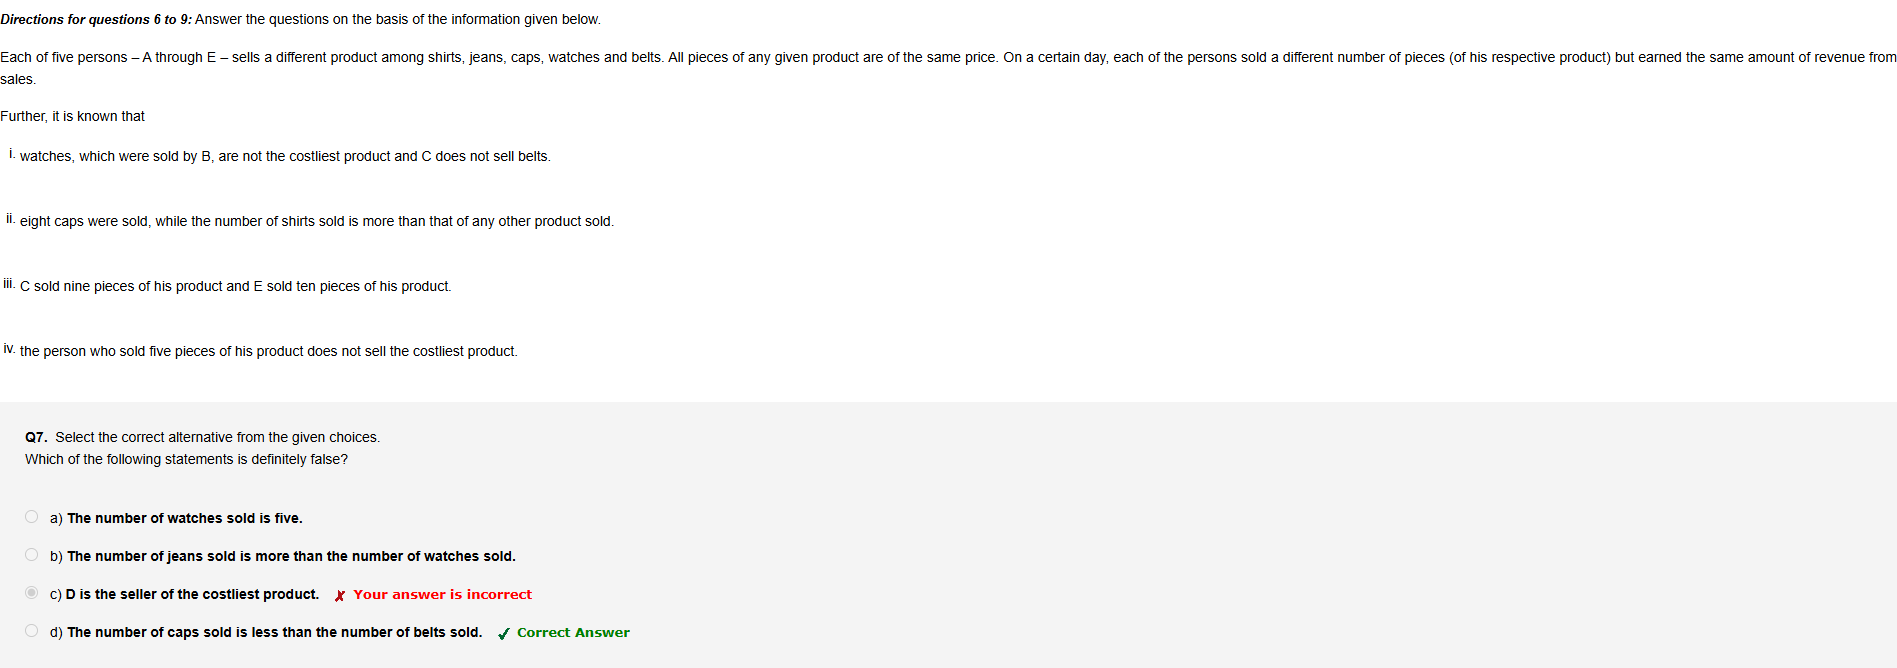 Directions for questions 6 to 9: Answer the questions on the basis of the information given below.
Each of five persons – A through E – sells a different product among shirts, jeans, caps, watches and belts. All pieces of any given product are of the same price. On a certain day, each of the persons sold a different number of pieces (of his respective product) but earned the same amount of revenue from
sales.
Further, it is known that
i. watches, which were sold by B, are not the costliest product and C does not sell belts.
ii. eight caps were sold, while the number of shirts sold is more than that of any other product sold.
iii. C sold nine pieces of his product and E sold ten pieces of his product.
iv. the person who sold five pieces of his product does not sell the costliest product.
Q7. Select the correct alternative from the given choices.
Which of the following statements is definitely false?
a) The number of watches sold is five.
b) The number of jeans sold is more than the number of watches sold.
c) D is the seller of the costliest product. ✗ Your answer is incorrect
d) The number of caps sold is less than the number of belts sold. ✓ Correct Answer